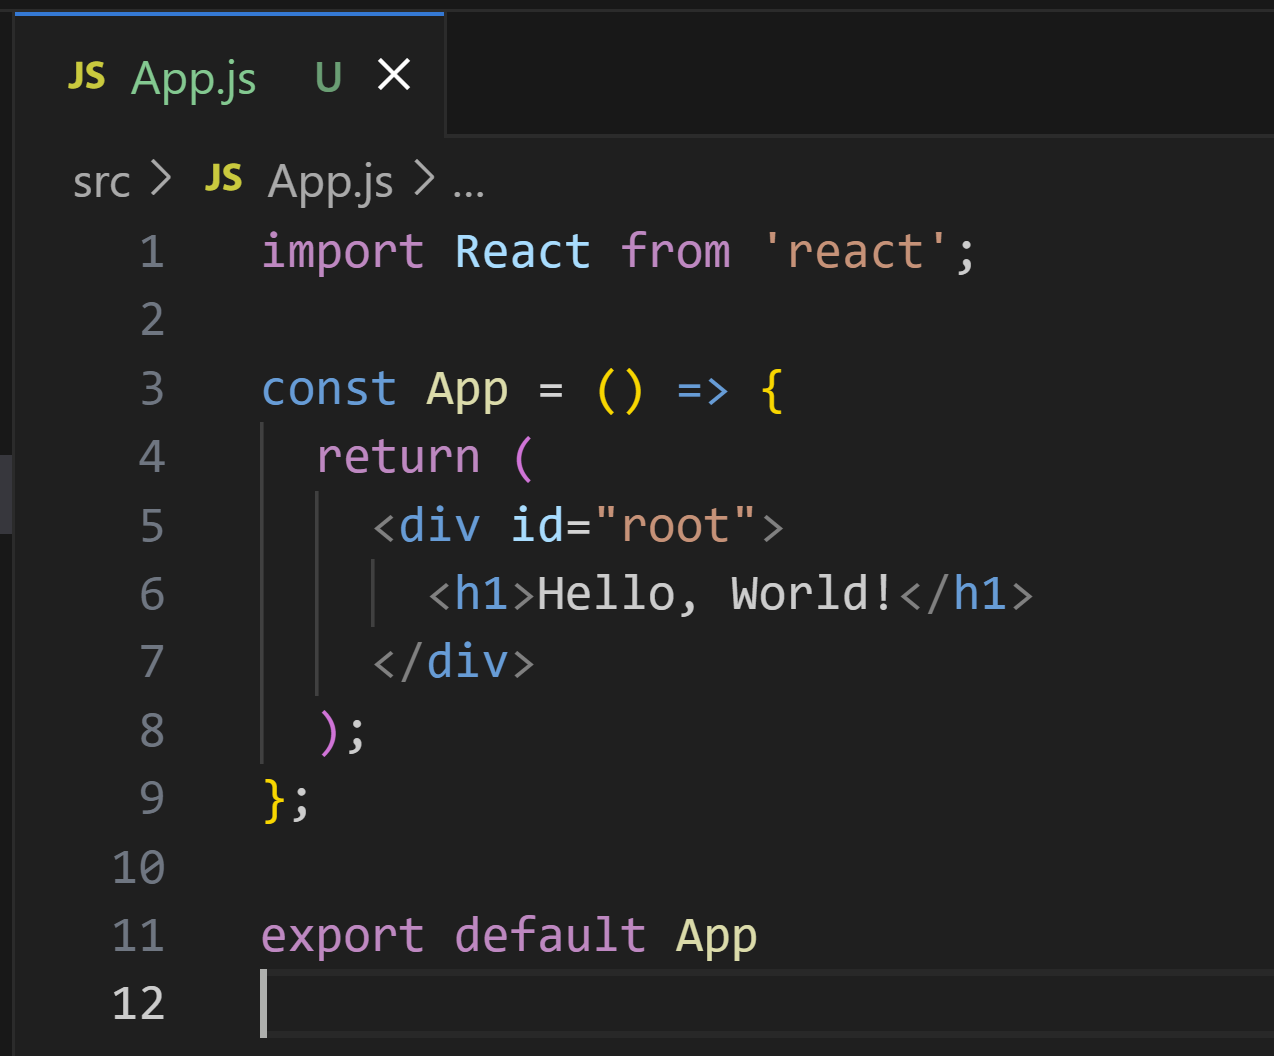 JS App.js U
src > JS App.js > ...
1 import React from 'react';
2
3 const App = () => {
4   return (
5     <div id="root">
6       <h1>Hello, World!</h1>
7     </div>
8   );
9 };
10
11 export default App
12